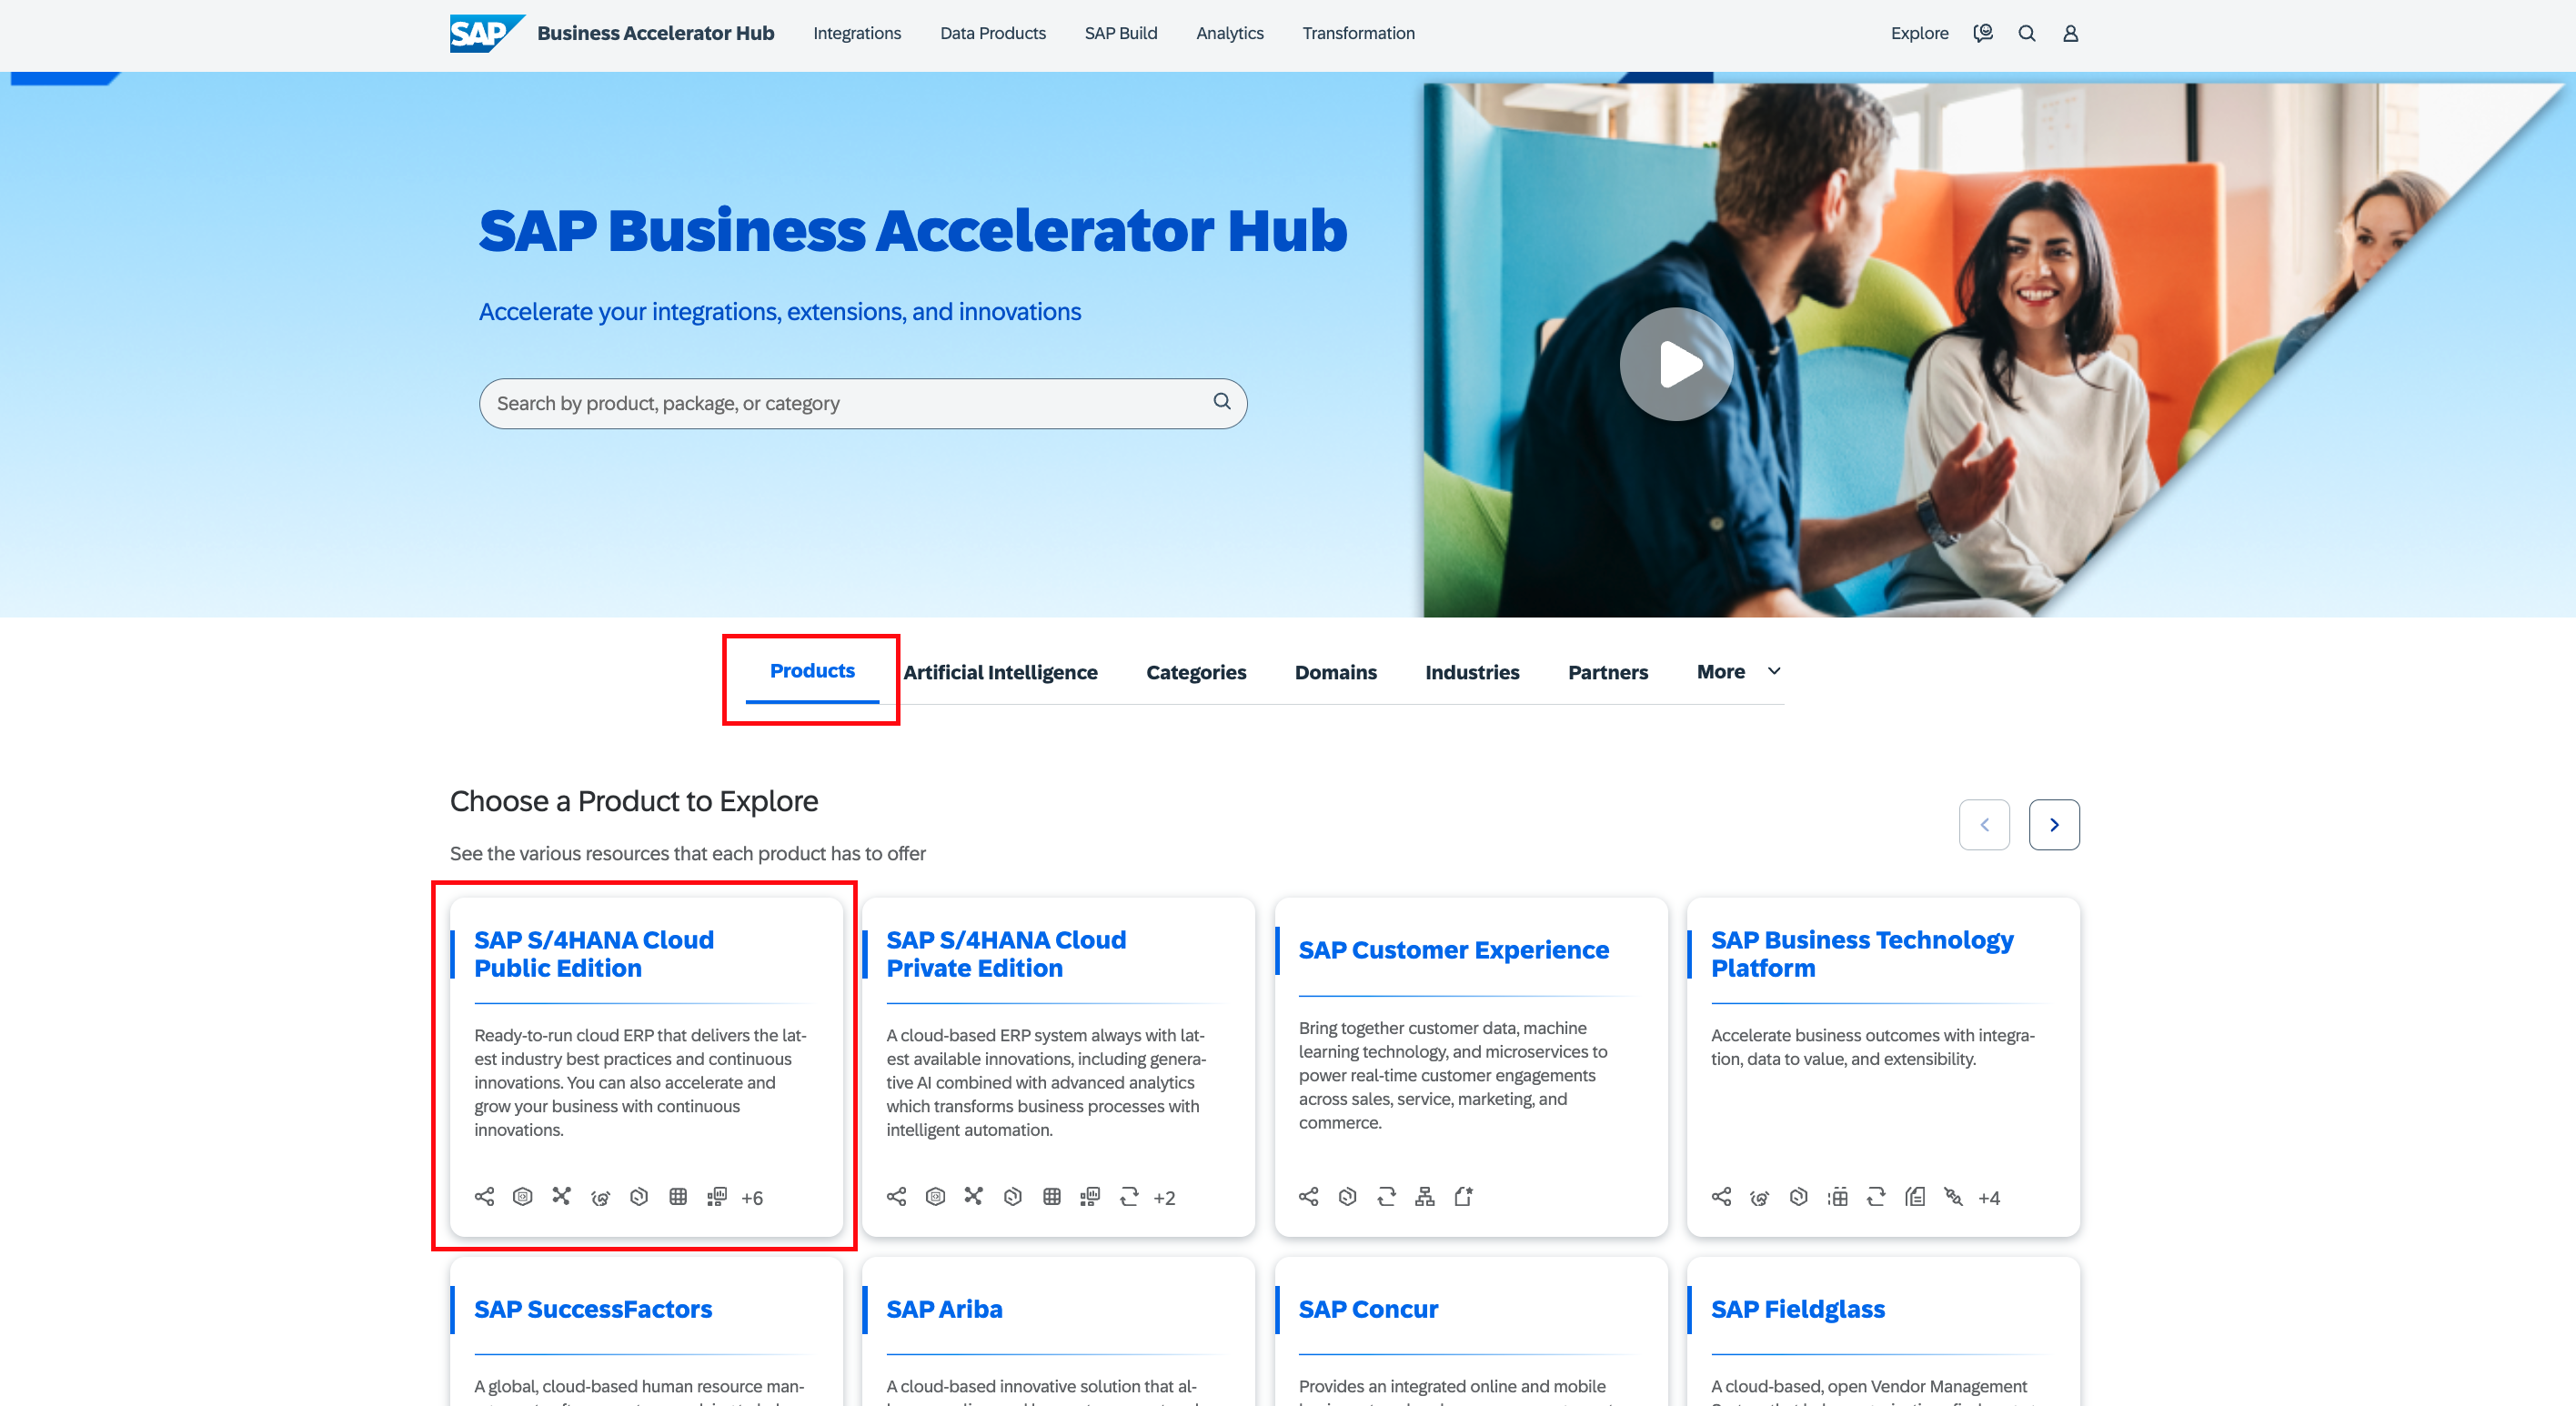 SAP Business Accelerator Hub Integrations Data Products SAP Build Analytics Transformation Explore
SAP Business Accelerator Hub
Accelerate your integrations, extensions, and innovations
Search by product, package, or category
Products Artificial Intelligence Categories Domains Industries Partners More
Choose a Product to Explore
See the various resources that each product has to offer
SAP S/4HANA Cloud
Public Edition
Ready-to-run cloud ERP that delivers the lat-
est industry best practices and continuous
innovations. You can also accelerate and
grow your business with continuous
innovations.
+6
SAP S/4HANA Cloud
Private Edition
A cloud-based ERP system always with lat-
est available innovations, including genera-
tive AI combined with advanced analytics
which transforms business processes with
intelligent automation.
+2
SAP Customer Experience
Bring together customer data, machine
learning technology, and microservices to
power real-time customer engagements
across sales, service, marketing, and
commerce.
SAP Business Technology
Platform
Accelerate business outcomes with integra-
tion, data to value, and extensibility.
+4
SAP SuccessFactors
A global, cloud-based human resource man-
SAP Ariba
A cloud-based innovative solution that al-
SAP Concur
Provides an integrated online and mobile
SAP Fieldglass
A cloud-based, open Vendor Management